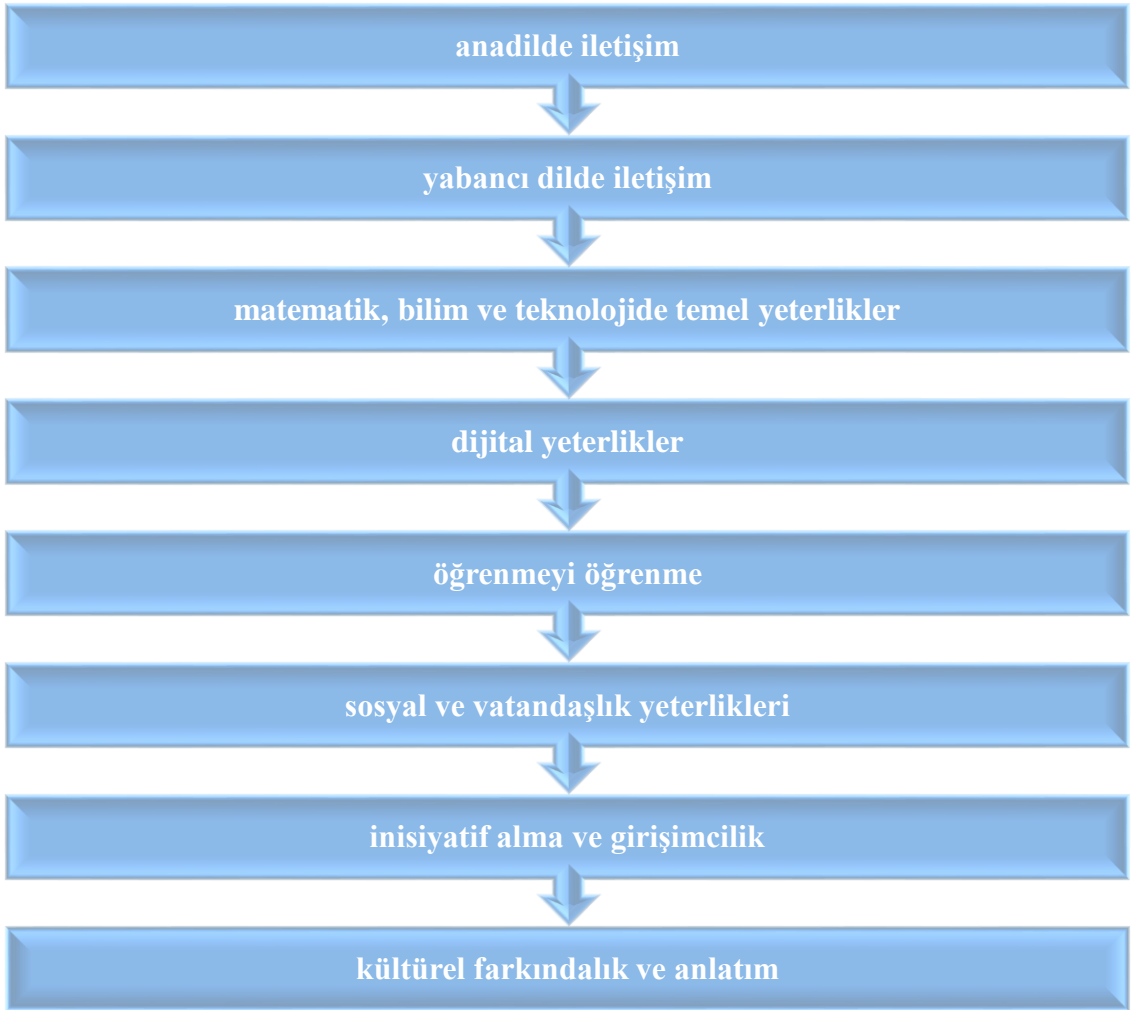 anadilde iletişim
yabancı dilde iletişim
matematik, bilim ve teknolojide temel yeterlikler
dijital yeterlikler
öğrenmeyi öğrenme
sosyal ve vatandaşlık yeterlikleri
inisiyatif alma ve girişimcilik
kültürel farkındalık ve anlatım